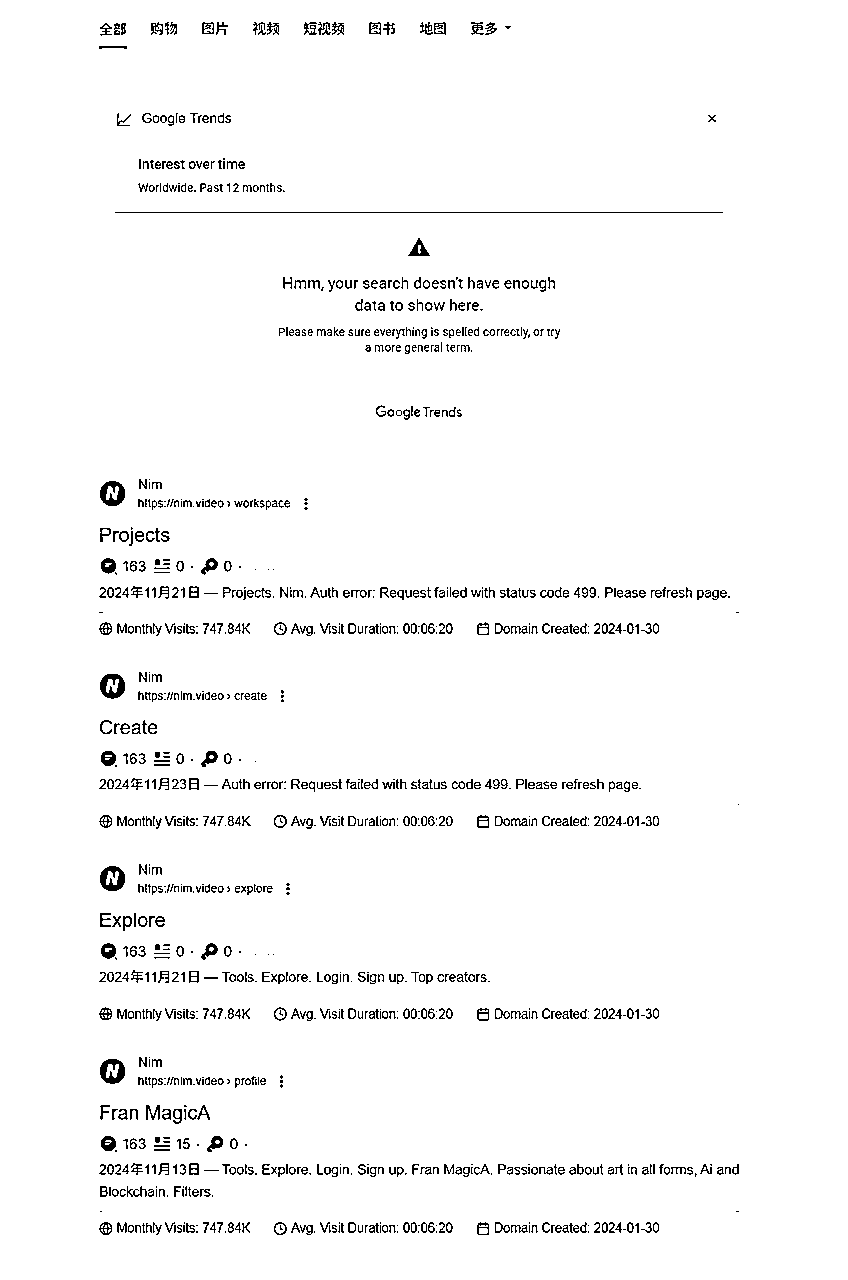 全部 购物 图片 视频 短视频 图书 地图 更多
Google Trends ×
Interest over time
Worldwide. Past 12 months.
Hmm, your search doesn't have enough
data to show here.
Please make sure everything is spelled correctly, or try
a more general term.
Google Trends
Nim
https://nim.video › workspace
Projects
163 0 · 0 ·
2024年11月21日 — Projects. Nim. Auth error: Request failed with status code 499. Please refresh page.
Monthly Visits: 747.84K Avg. Visit Duration: 00:06:20 Domain Created: 2024-01-30
Nim
https://nim.video › create
Create
163 0 · 0 ·
2024年11月23日 — Auth error: Request failed with status code 499. Please refresh page.
Monthly Visits: 747.84K Avg. Visit Duration: 00:06:20 Domain Created: 2024-01-30
Nim
https://nim.video › explore
Explore
163 0 · 0 ·
2024年11月21日 — Tools. Explore. Login. Sign up. Top creators.
Monthly Visits: 747.84K Avg. Visit Duration: 00:06:20 Domain Created: 2024-01-30
Nim
https://nim.video › profile
Fran MagicA
163 15 · 0 ·
2024年11月13日 — Tools. Explore. Login. Sign up. Fran MagicA. Passionate about art in all forms, Ai and
Blockchain. Filters.
Monthly Visits: 747.84K Avg. Visit Duration: 00:06:20 Domain Created: 2024-01-30